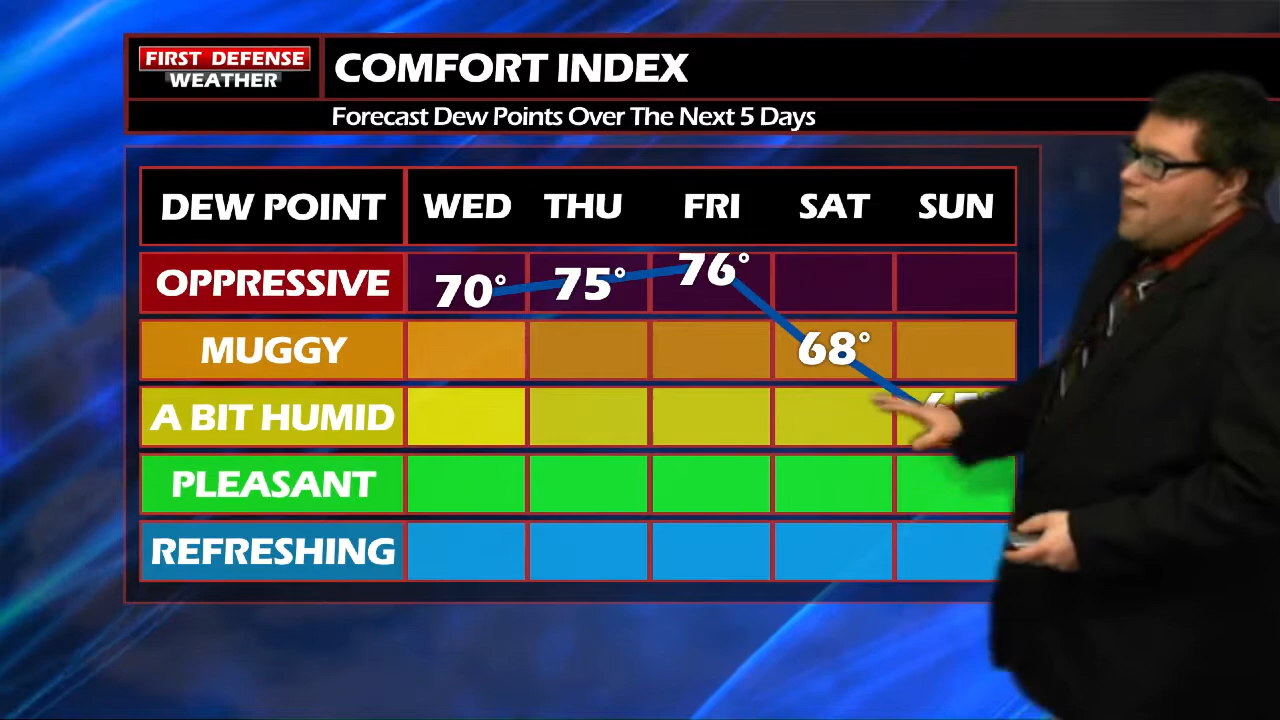 FIRST DEFENSE
WEATHER
COMFORT INDEX
Forecast Dew Points Over The Next 5 Days
DEW POINT WED THU FRI SAT SUN
OPPRESSIVE 70° 75° 76°
MUGGY 68°
A BIT HUMID
PLEASANT
REFRESHING